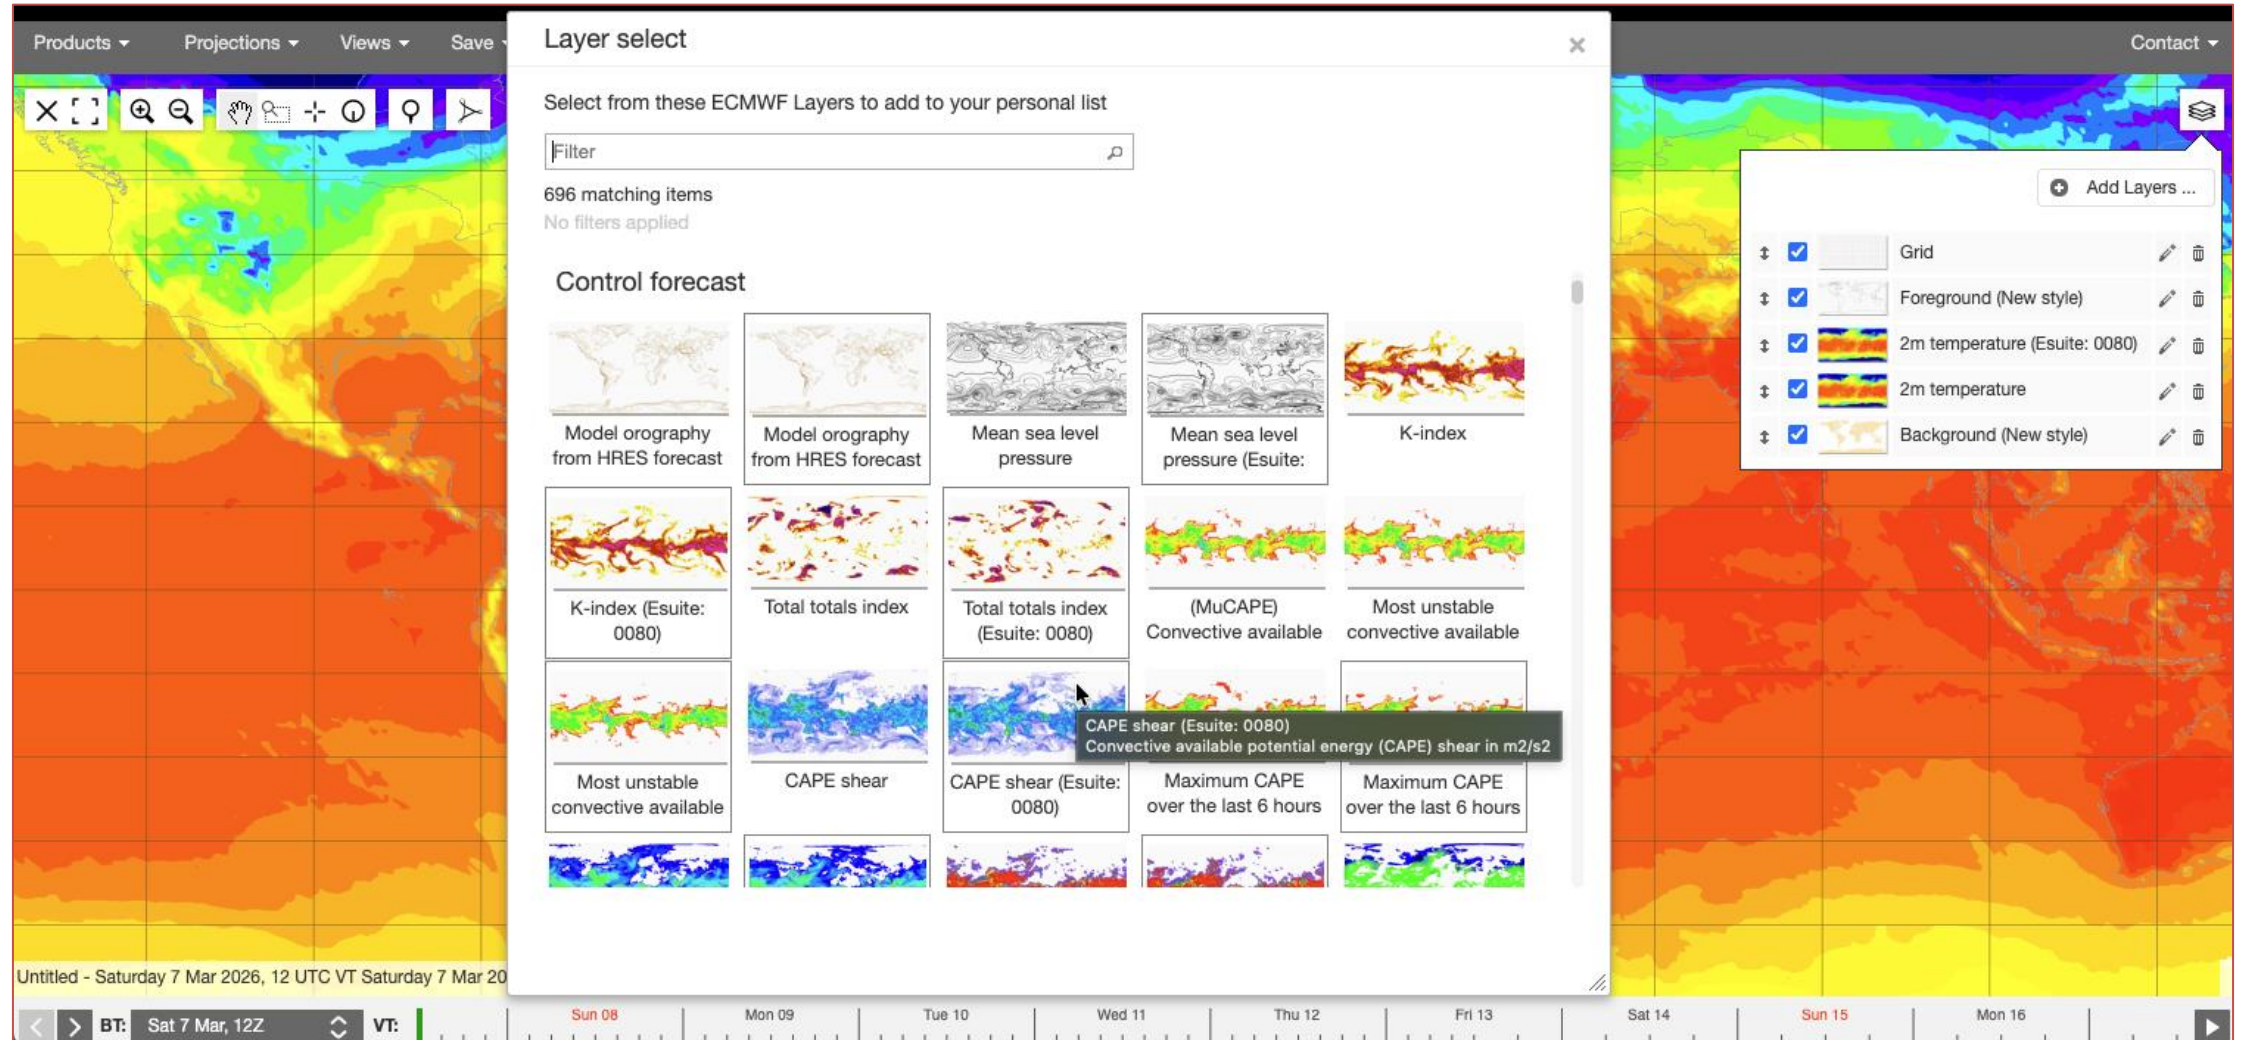 Products
Projections
Views
Save
Layer select
Contact
Select from these ECMWF Layers to add to your personal list
Filter
696 matching items
No filters applied
Control forecast
Model orography
from HRES forecast
Model orography
from HRES forecast
Mean sea level
pressure
Mean sea level
pressure (Esuite:
K-index
K-index (Esuite:
0080)
Total totals index
Total totals index
(Esuite: 0080)
(MuCAPE)
Convective available
Most unstable
convective available
Most unstable
convective available
CAPE shear
CAPE shear (Esuite:
0080)
Maximum CAPE
over the last 6 hours
Maximum CAPE
over the last 6 hours
CAPE shear (Esuite: 0080)
Convective available potential energy (CAPE) shear in m2/s2
Add Layers ...
Grid
Foreground (New style)
2m temperature (Esuite: 0080)
2m temperature
Background (New style)
Untitled - Saturday 7 Mar 2026, 12 UTC VT Saturday 7 Mar 20
BT: Sat 7 Mar, 12Z VT:
Sun 08
Mon 09
Tue 10
Wed 11
Thu 12
Fri 13
Sat 14
Sun 15
Mon 16